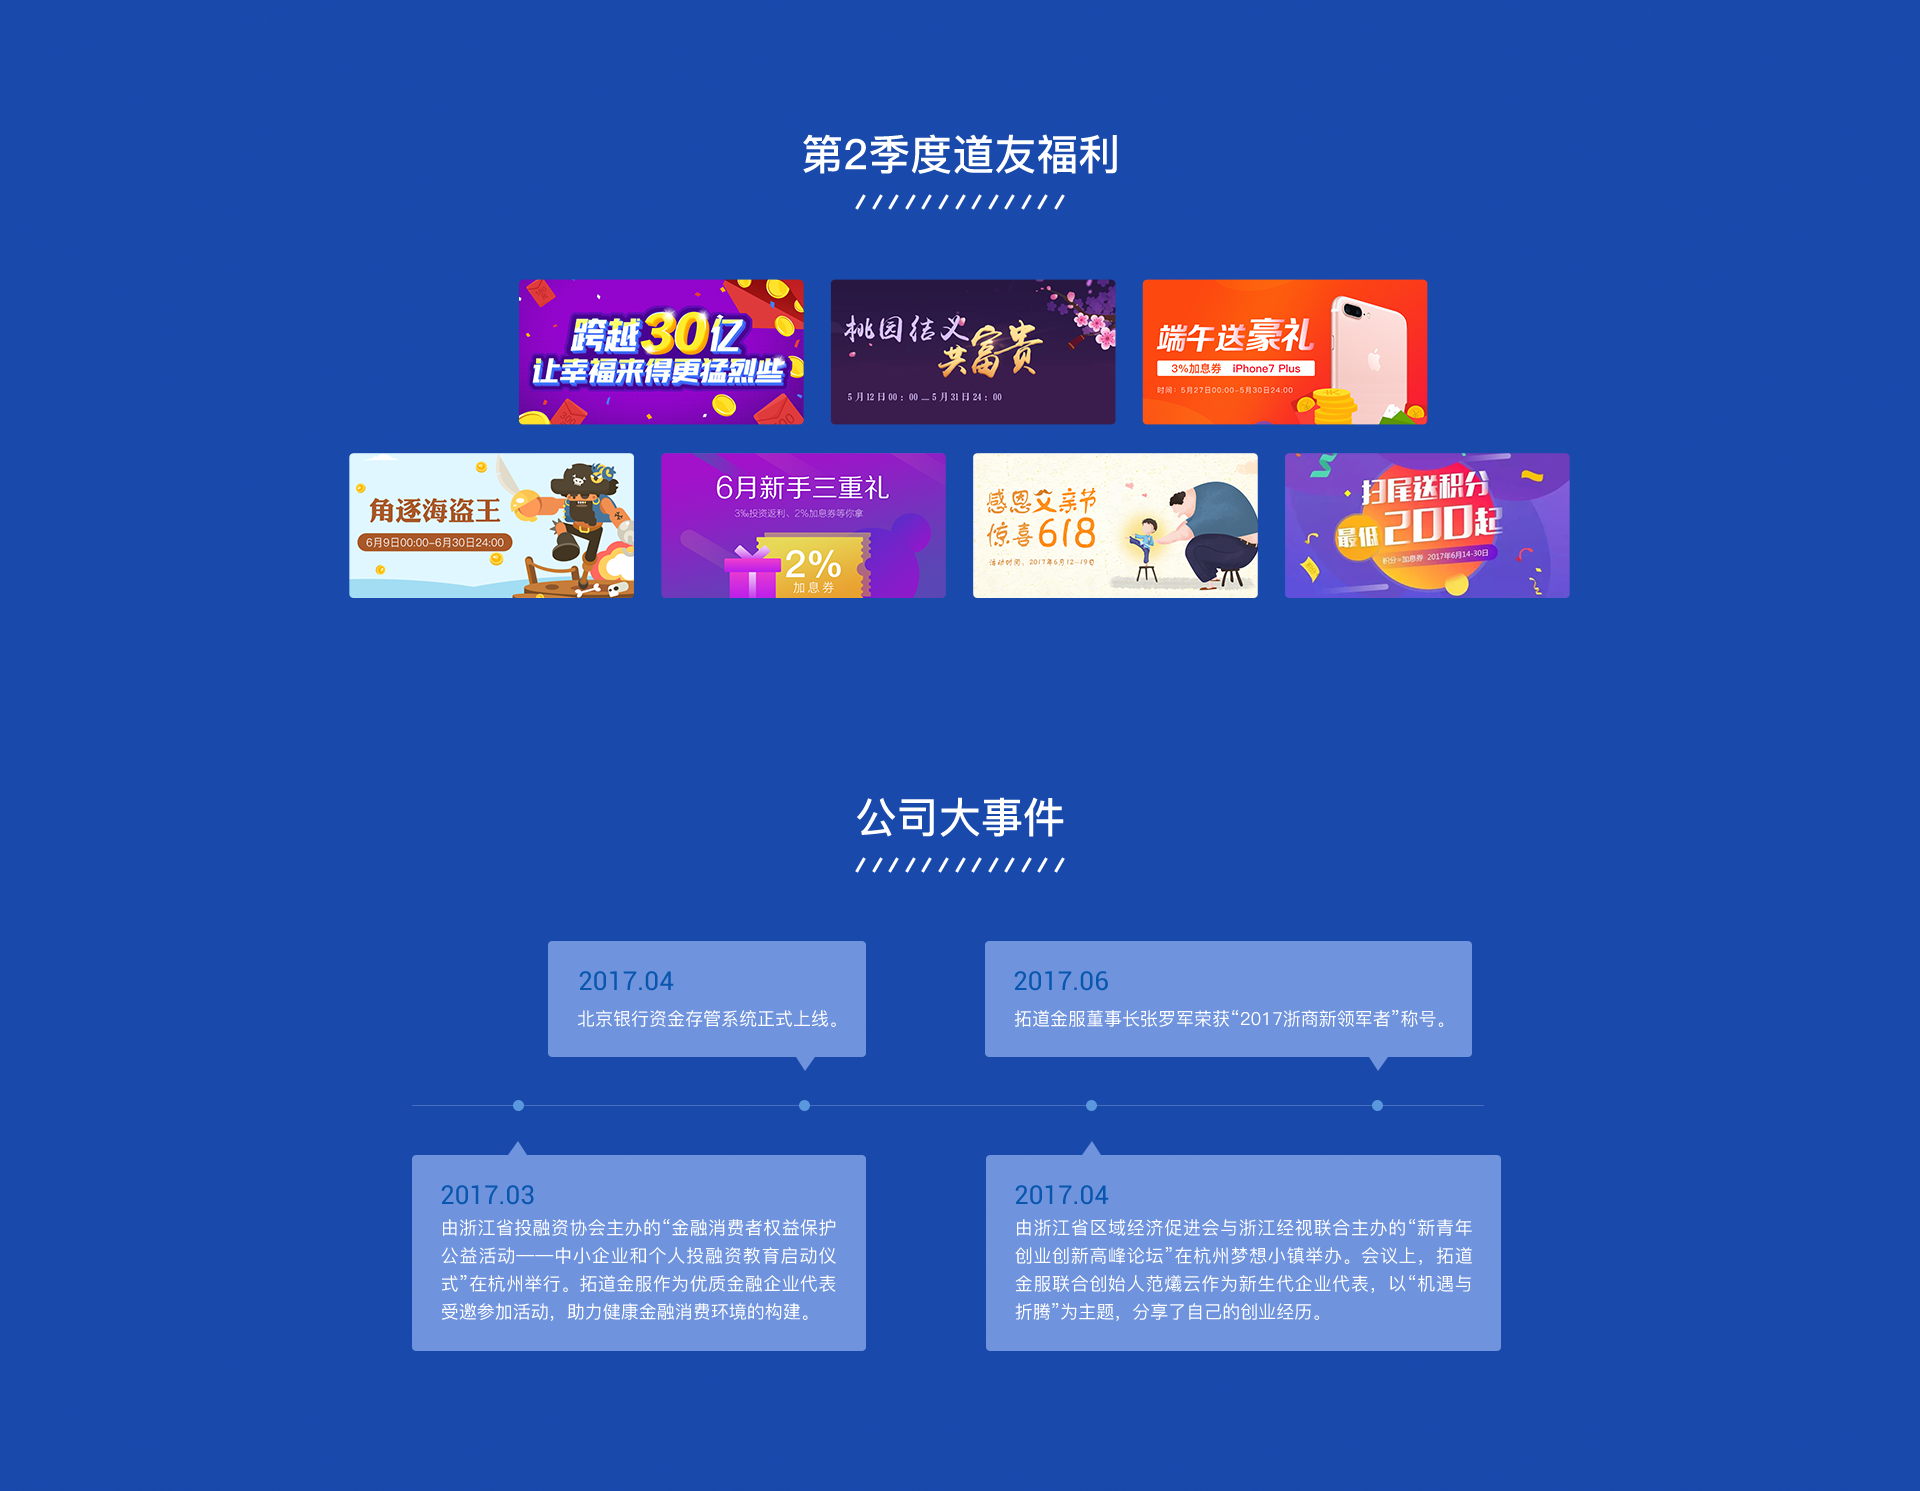 第2季度道友福利
跨越30亿
让幸福来得更猛烈些
桃园结义
共富贵
5月12日00：00—5月31日24：00
端午送豪礼
3%加息券 iPhone7 Plus
时间：5月27日00:00-5月30日24:00
角逐海盗王
6月9日00:00-6月30日24:00
6月新手三重礼
3‰投资返利、2%加息券等你拿
2%
加息券
感恩父亲节
惊喜618
活动时间：2017年6月12-19日
扫尾送积分
最低200起
积分=加息券 2017年6月14-30日
公司大事件
2017.04
北京银行资金存管系统正式上线。
2017.06
拓道金服董事长张罗军荣获“2017浙商新领军者”称号。
2017.03
由浙江省投融资协会主办的“金融消费者权益保护
公益活动——中小企业和个人投融资教育启动仪
式”在杭州举行。拓道金服作为优质金融企业代表
受邀参加活动，助力健康金融消费环境的构建。
2017.04
由浙江省区域经济促进会与浙江经视联合主办的“新青年
创业创新高峰论坛”在杭州梦想小镇举办。会议上，拓道
金服联合创始人范爔云作为新生代企业代表，以“机遇与
折腾”为主题，分享了自己的创业经历。